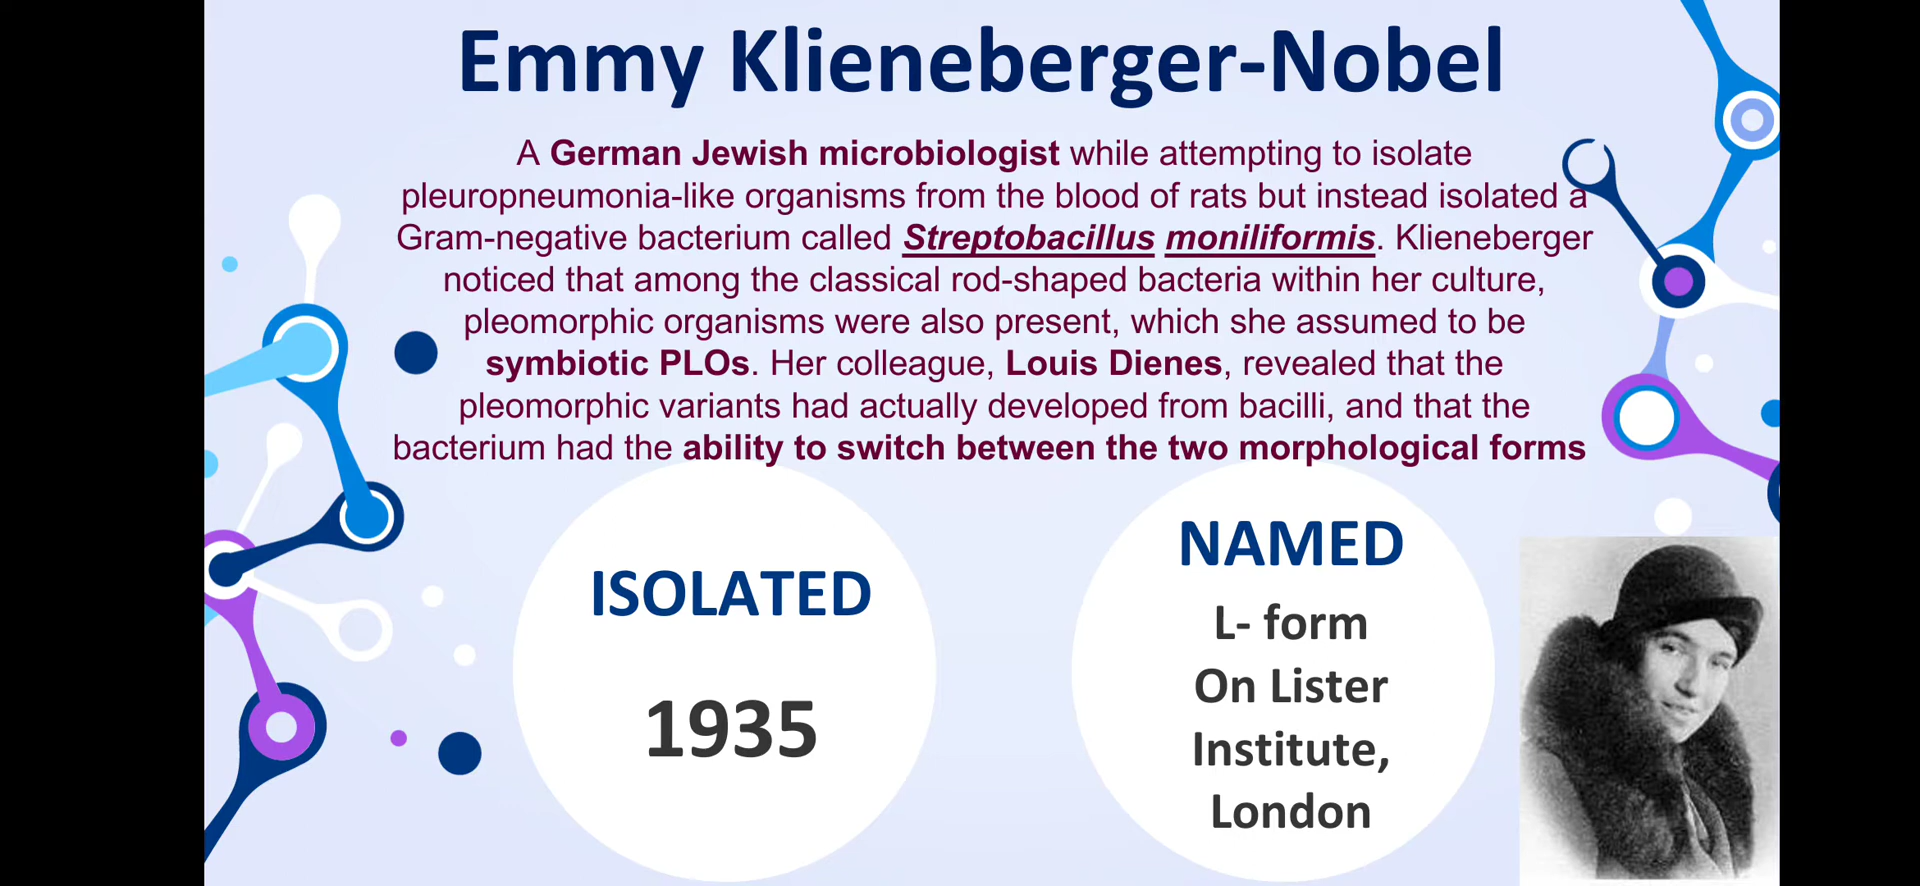 Emmy Klieneberger-Nobel
A German Jewish microbiologist while attempting to isolate
pleuropneumonia-like organisms from the blood of rats but instead isolated a
Gram-negative bacterium called Streptobacillus moniliformis. Klieneberger
noticed that among the classical rod-shaped bacteria within her culture,
pleomorphic organisms were also present, which she assumed to be
symbiotic PLOs. Her colleague, Louis Dienes, revealed that the
pleomorphic variants had actually developed from bacilli, and that the
bacterium had the ability to switch between the two morphological forms
ISOLATED
1935
NAMED
L- form
On Lister
Institute,
London